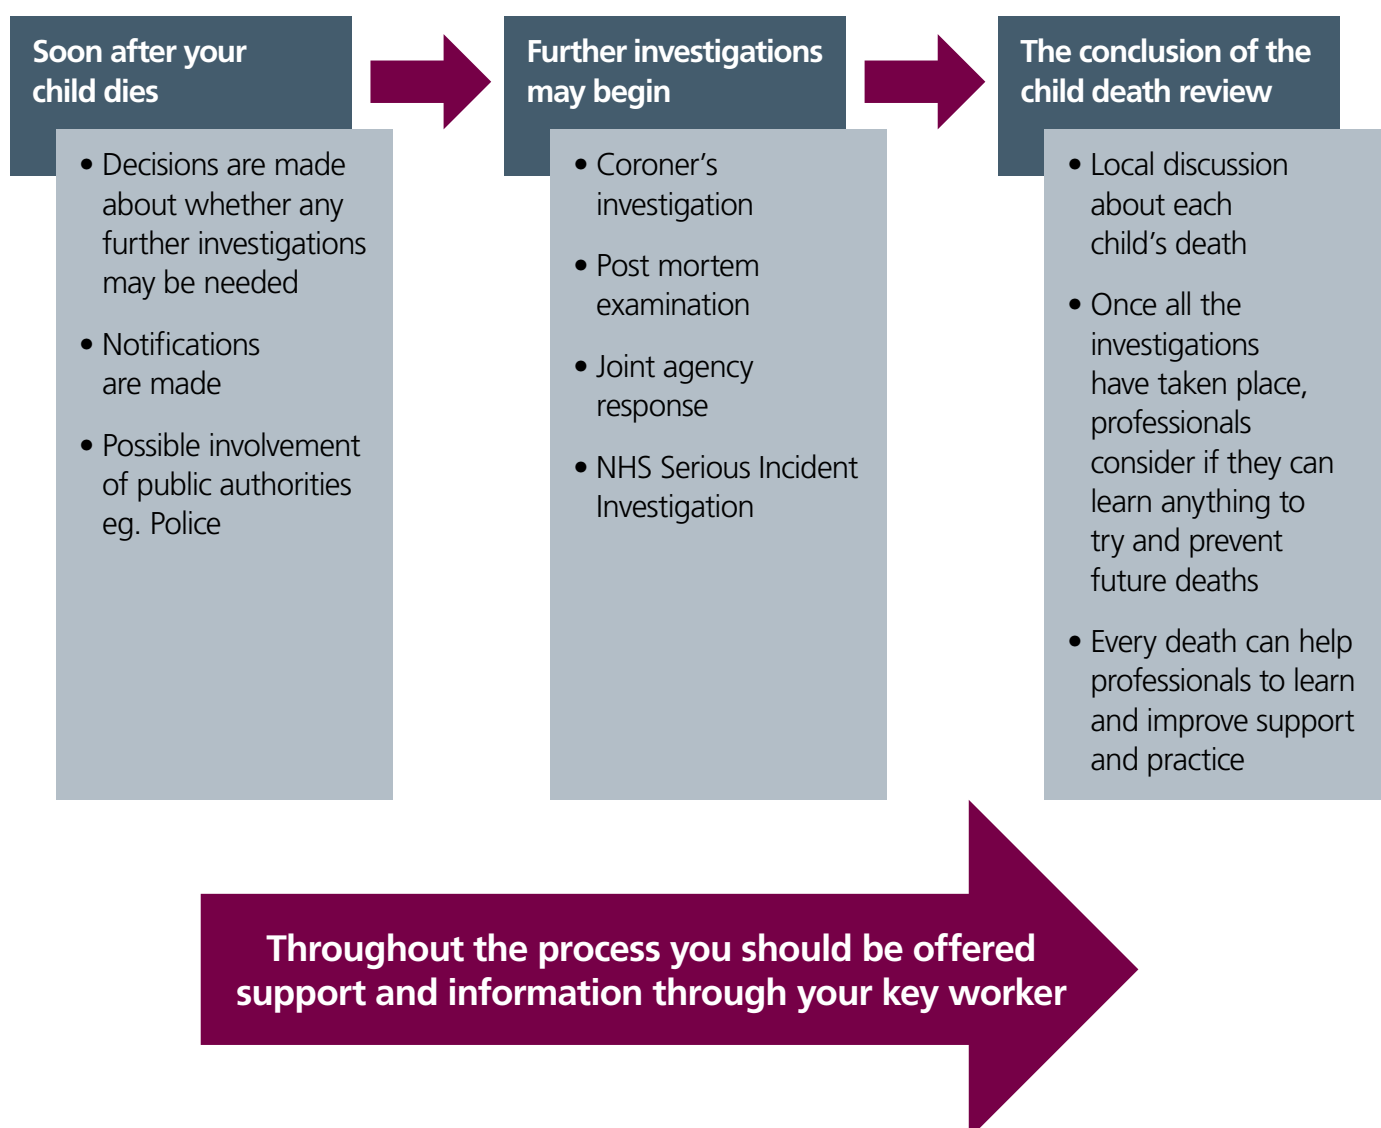 Soon after your
child dies
• Decisions are made
about whether any
further investigations
may be needed
• Notifications
are made
• Possible involvement
of public authorities
eg. Police
Further investigations
may begin
• Coroner’s
investigation
• Post mortem
examination
• Joint agency
response
• NHS Serious Incident
Investigation
The conclusion of the
child death review
• Local discussion
about each
child’s death
• Once all the
investigations
have taken place,
professionals
consider if they can
learn anything to
try and prevent
future deaths
• Every death can help
professionals to learn
and improve support
and practice
Throughout the process you should be offered
support and information through your key worker